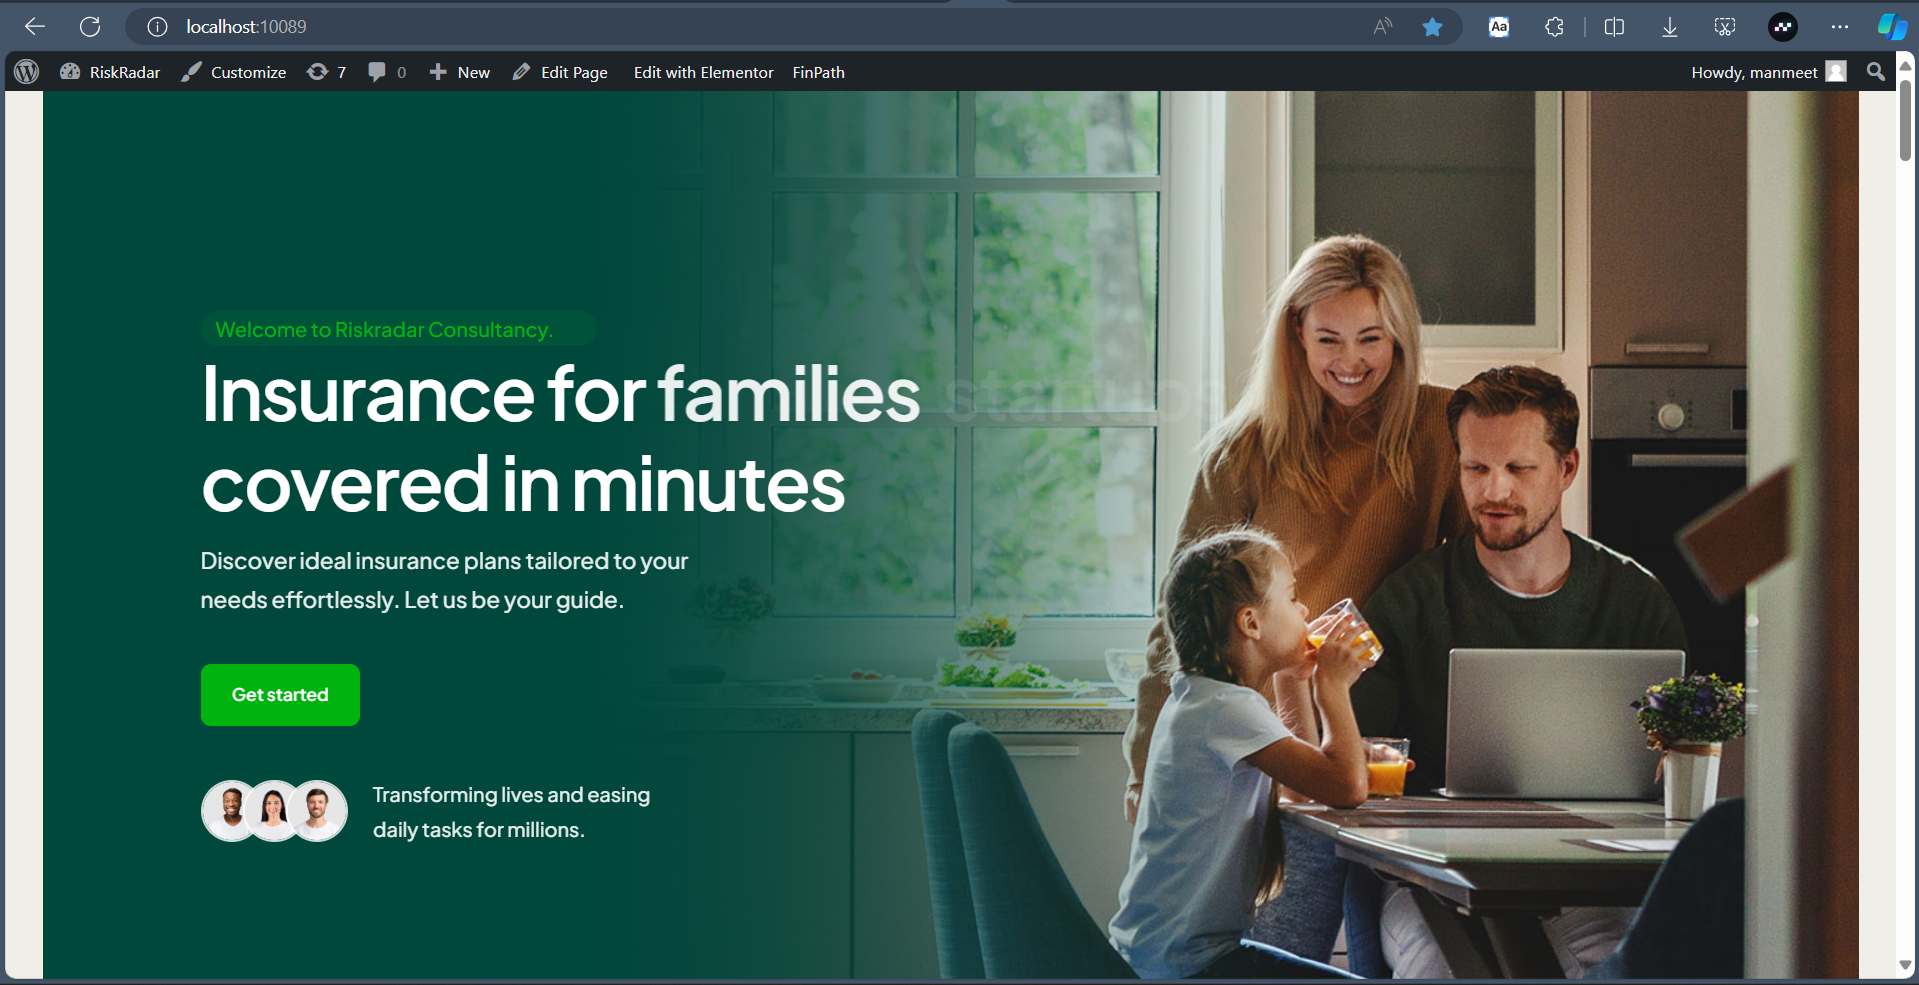 localhost:10089
RiskRadar Customize 7 0 New Edit Page Edit with Elementor FinPath Howdy, manmeet
Welcome to Riskradar Consultancy.
Insurance for families startups
covered in minutes
Discover ideal insurance plans tailored to your
needs effortlessly. Let us be your guide.
Get started
Transforming lives and easing
daily tasks for millions.